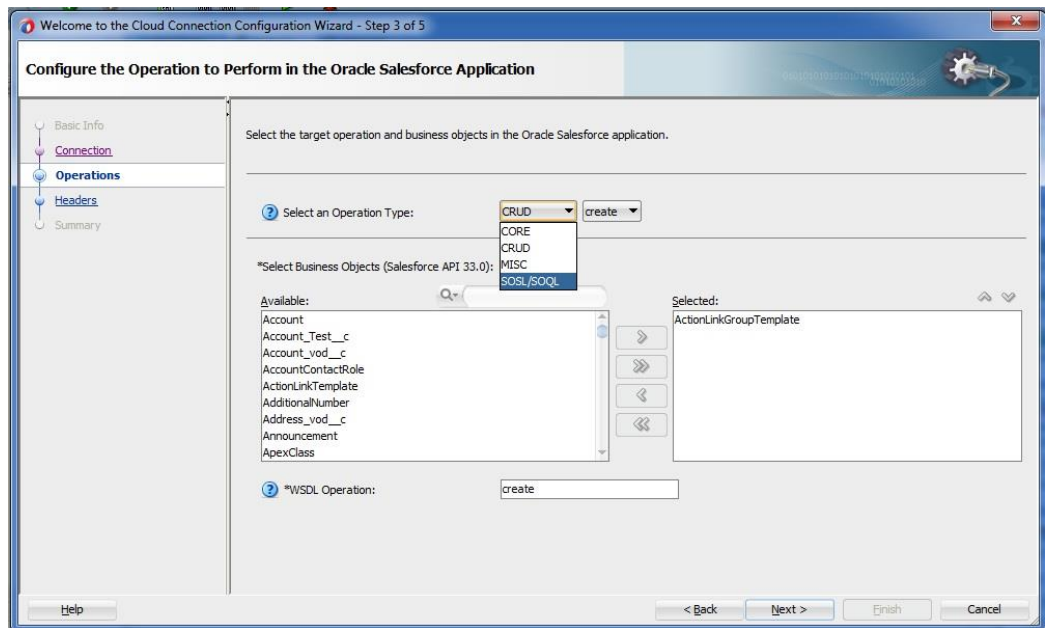 Welcome to the Cloud Connection Configuration Wizard - Step 3 of 5
Configure the Operation to Perform in the Oracle Salesforce Application
Basic Info
Connection
Operations
Headers
Summary
Select the target operation and business objects in the Oracle Salesforce application.
Select an Operation Type: CRUD create
CORE
CRUD
MISC
SOSL/SOQL
*Select Business Objects (Salesforce API 33.0):
Available:
Account
Account_Test__c
Account_vod__c
AccountContactRole
ActionLinkTemplate
AdditionalNumber
Address_vod__c
Announcement
ApexClass
Selected:
ActionLinkGroupTemplate
*WSDL Operation: create
Help < Back Next > Finish Cancel